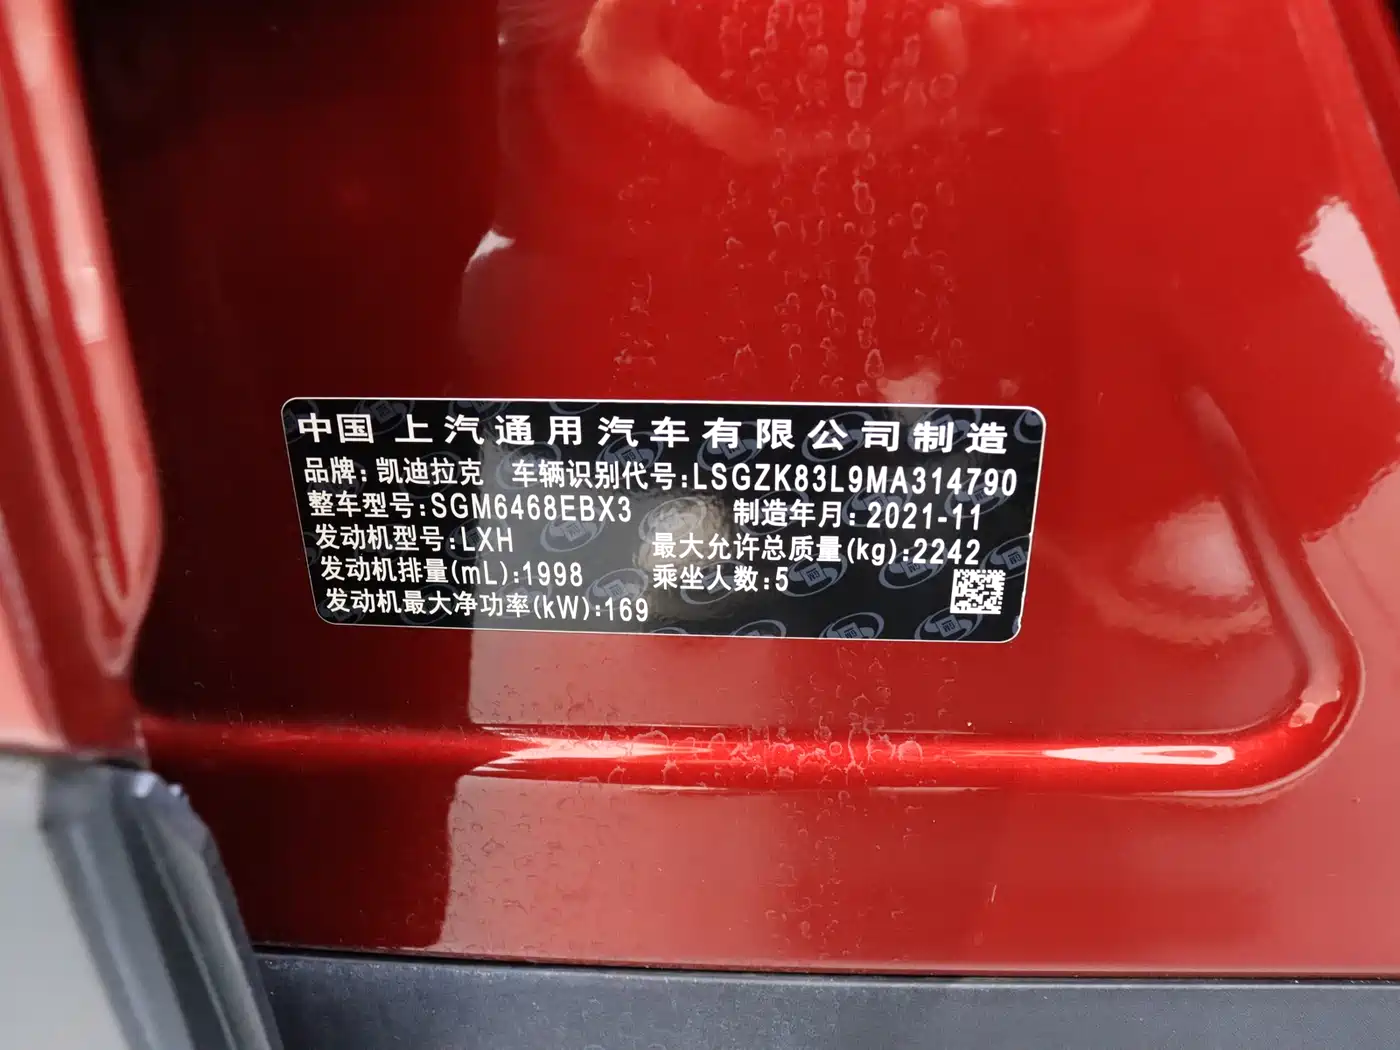 中国 上汽通用汽车有限公司制造
品牌:凯迪拉克 车辆识别代号:LSGZK83L9MA314790
整车型号:SGM6468EBX3 制造年月:2021-11
发动机型号:LXH 最大允许总质量(kg):2242
发动机排量(mL):1998 乘坐人数:5
发动机最大净功率(kW):169